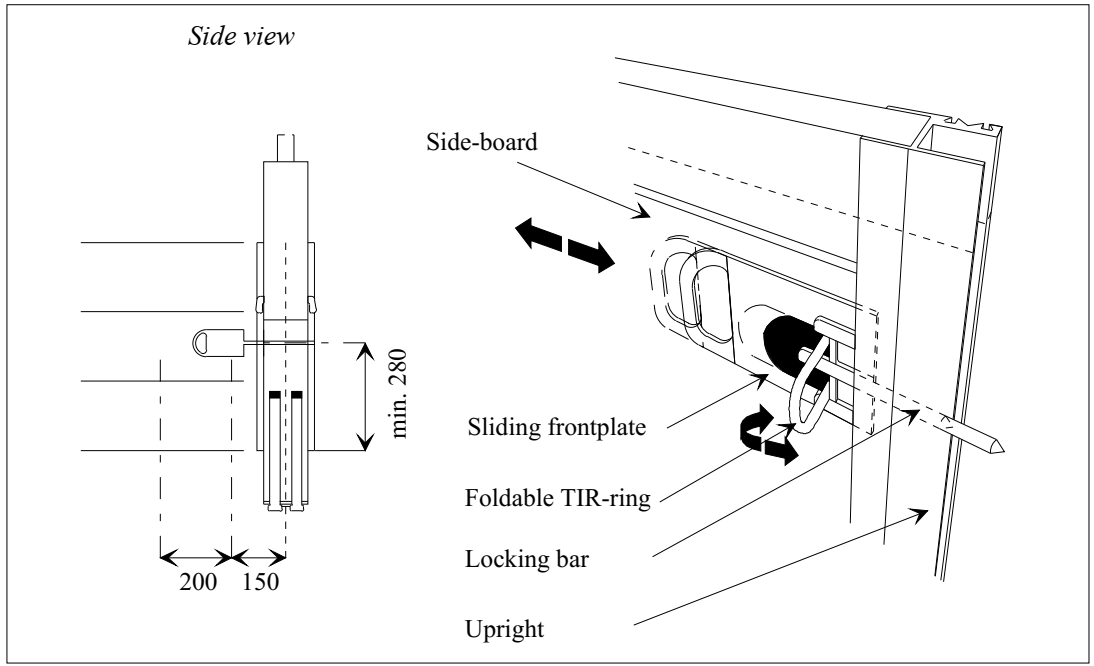 Side view
Side-board
min. 280
Sliding frontplate
Foldable TIR-ring
Locking bar
200
150
Upright